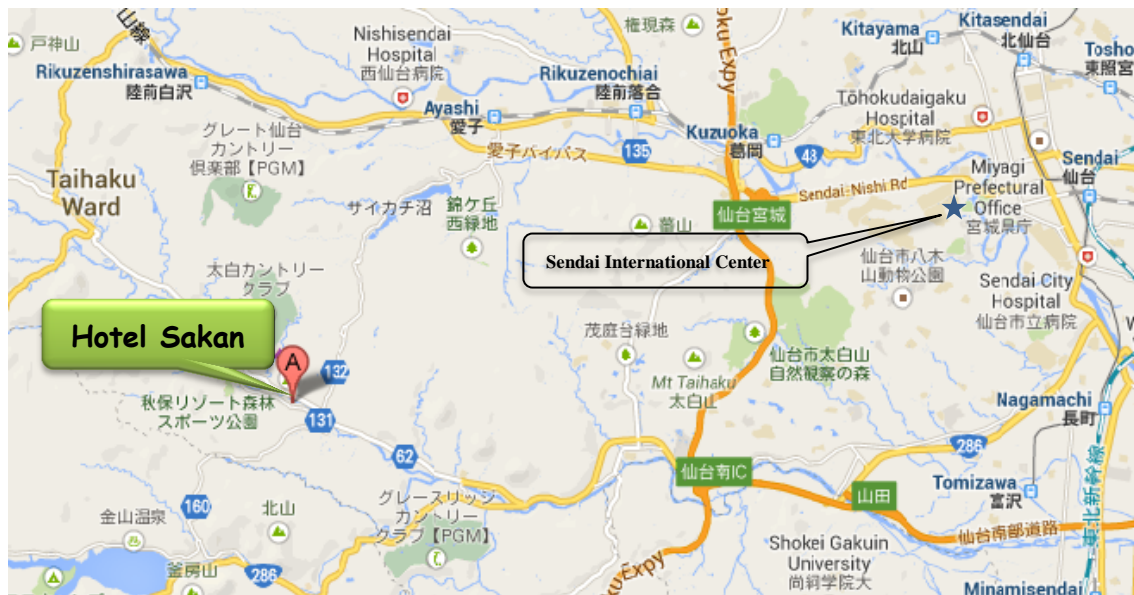 山線
戸神山
Nishisendai
Hospital
西仙台病院
権現森
oku Expy
Kitayama
北山
Kitasendai
北仙台
Tosho
東照宮
Rikuzenshirasawa
陸前白沢
Rikuzenochiai
陸前落合
Ayashi
愛子
Tōhokudaigaku
Hospital
東北大学病院
グレート仙台
カントリー
倶楽部【PGM】
愛子バイパス
135
Kuzuoka
葛岡
48
Sendai
仙台
Taihaku
Ward
サイカチ沼
錦ケ丘
西緑地
蕃山
仙台宮城
Sendai-Nishi Rd
Miyagi
Prefectural
Office
宮城県庁
Sendai International Center
仙台市八木
山動物公園
太白カントリー
クラブ
Sendai City
Hospital
仙台市立病院
Hotel Sakan
茂庭台緑地
仙台市太白山
自然観察の森
A
132
Mt Taihaku
太白山
秋保リゾート森林
スポーツ公園
131
Nagamachi
長町
62
286
仙台南IC
山田
Tomizawa
富沢
160
金山温泉
北山
グレースリッジ
カントリー
クラブ【PGM】
仙台南部道路
東北新幹線
釜房山
286
Expy
Shokei Gakuin
University
尚絅学院大
Minamisendai